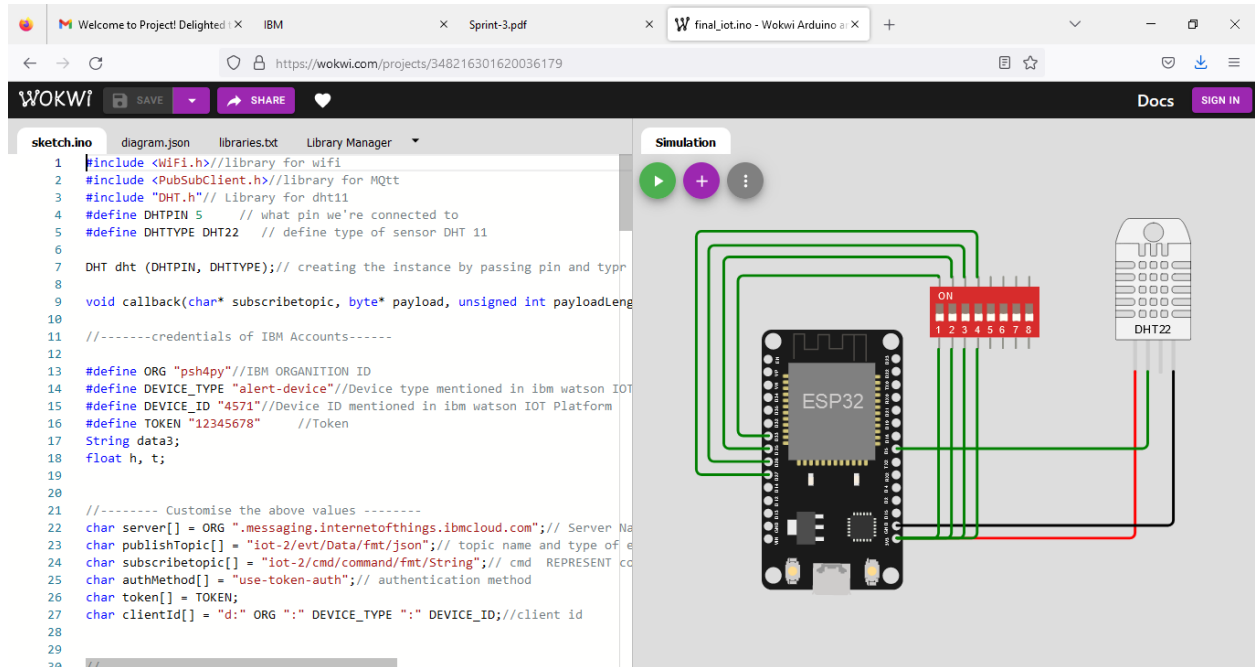 Welcome to Project! Delighted t
IBM
Sprint-3.pdf
final_iot.ino - Wokwi Arduino a
https://wokwi.com/projects/348216301620036179
WOKWi
SAVE
SHARE
Docs
SIGN IN
sketch.ino
diagram.json
libraries.txt
Library Manager
Simulation
1 #include <WiFi.h>//library for wifi
2 #include <PubSubClient.h>//library for MQtt
3 #include "DHT.h"// Library for dht11
4 #define DHTPIN 5     // what pin we're connected to
5 #define DHTTYPE DHT22   // define type of sensor DHT 11
6
7 DHT dht (DHTPIN, DHTTYPE);// creating the instance by passing pin and typr
8
9 void callback(char* subscribetopic, byte* payload, unsigned int payloadLeng
10
11 //-------credentials of IBM Accounts------
12
13 #define ORG "psh4py"//IBM ORGANITION ID
14 #define DEVICE_TYPE "alert-device"//Device type mentioned in ibm watson IOT
15 #define DEVICE_ID "4571"//Device ID mentioned in ibm watson IOT Platform
16 #define TOKEN "12345678"     //Token
17 String data3;
18 float h, t;
19
20
21 //-------- Customise the above values --------
22 char server[] = ORG ".messaging.internetofthings.ibmcloud.com";// Server Na
23 char publishTopic[] = "iot-2/evt/Data/fmt/json";// topic name and type of e
24 char subscribetopic[] = "iot-2/cmd/command/fmt/String";// cmd  REPRESENT co
25 char authMethod[] = "use-token-auth";// authentication method
26 char token[] = TOKEN;
27 char clientId[] = "d:" ORG ":" DEVICE_TYPE ":" DEVICE_ID;//client id
28
29
30 //
ON
1 2 3 4 5 6 7 8
DHT22
ESP32